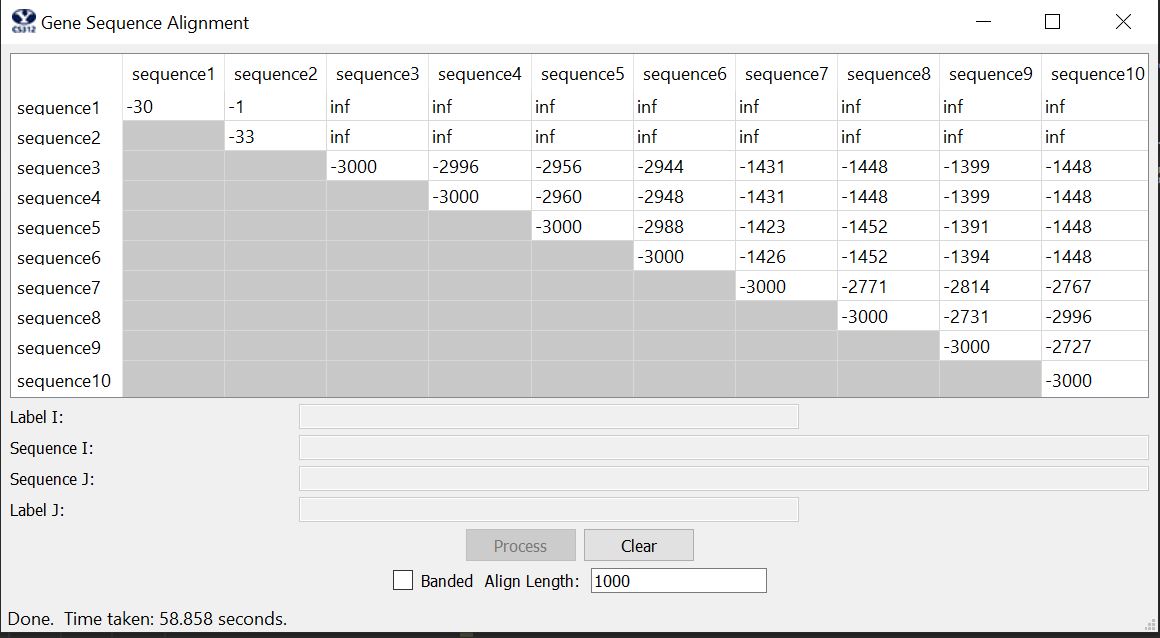 CS312 Gene Sequence Alignment
sequence1 sequence2 sequence3 sequence4 sequence5 sequence6 sequence7 sequence8 sequence9 sequence10
sequence1 -30 -1 inf inf inf inf inf inf inf inf
sequence2 -33 inf inf inf inf inf inf inf inf
sequence3 -3000 -2996 -2956 -2944 -1431 -1448 -1399 -1448
sequence4 -3000 -2960 -2948 -1431 -1448 -1399 -1448
sequence5 -3000 -2988 -1423 -1452 -1391 -1448
sequence6 -3000 -1426 -1452 -1394 -1448
sequence7 -3000 -2771 -2814 -2767
sequence8 -3000 -2731 -2996
sequence9 -3000 -2727
sequence10 -3000
Label I:
Sequence I:
Sequence J:
Label J:
Process Clear
Banded Align Length: 1000
Done. Time taken: 58.858 seconds.